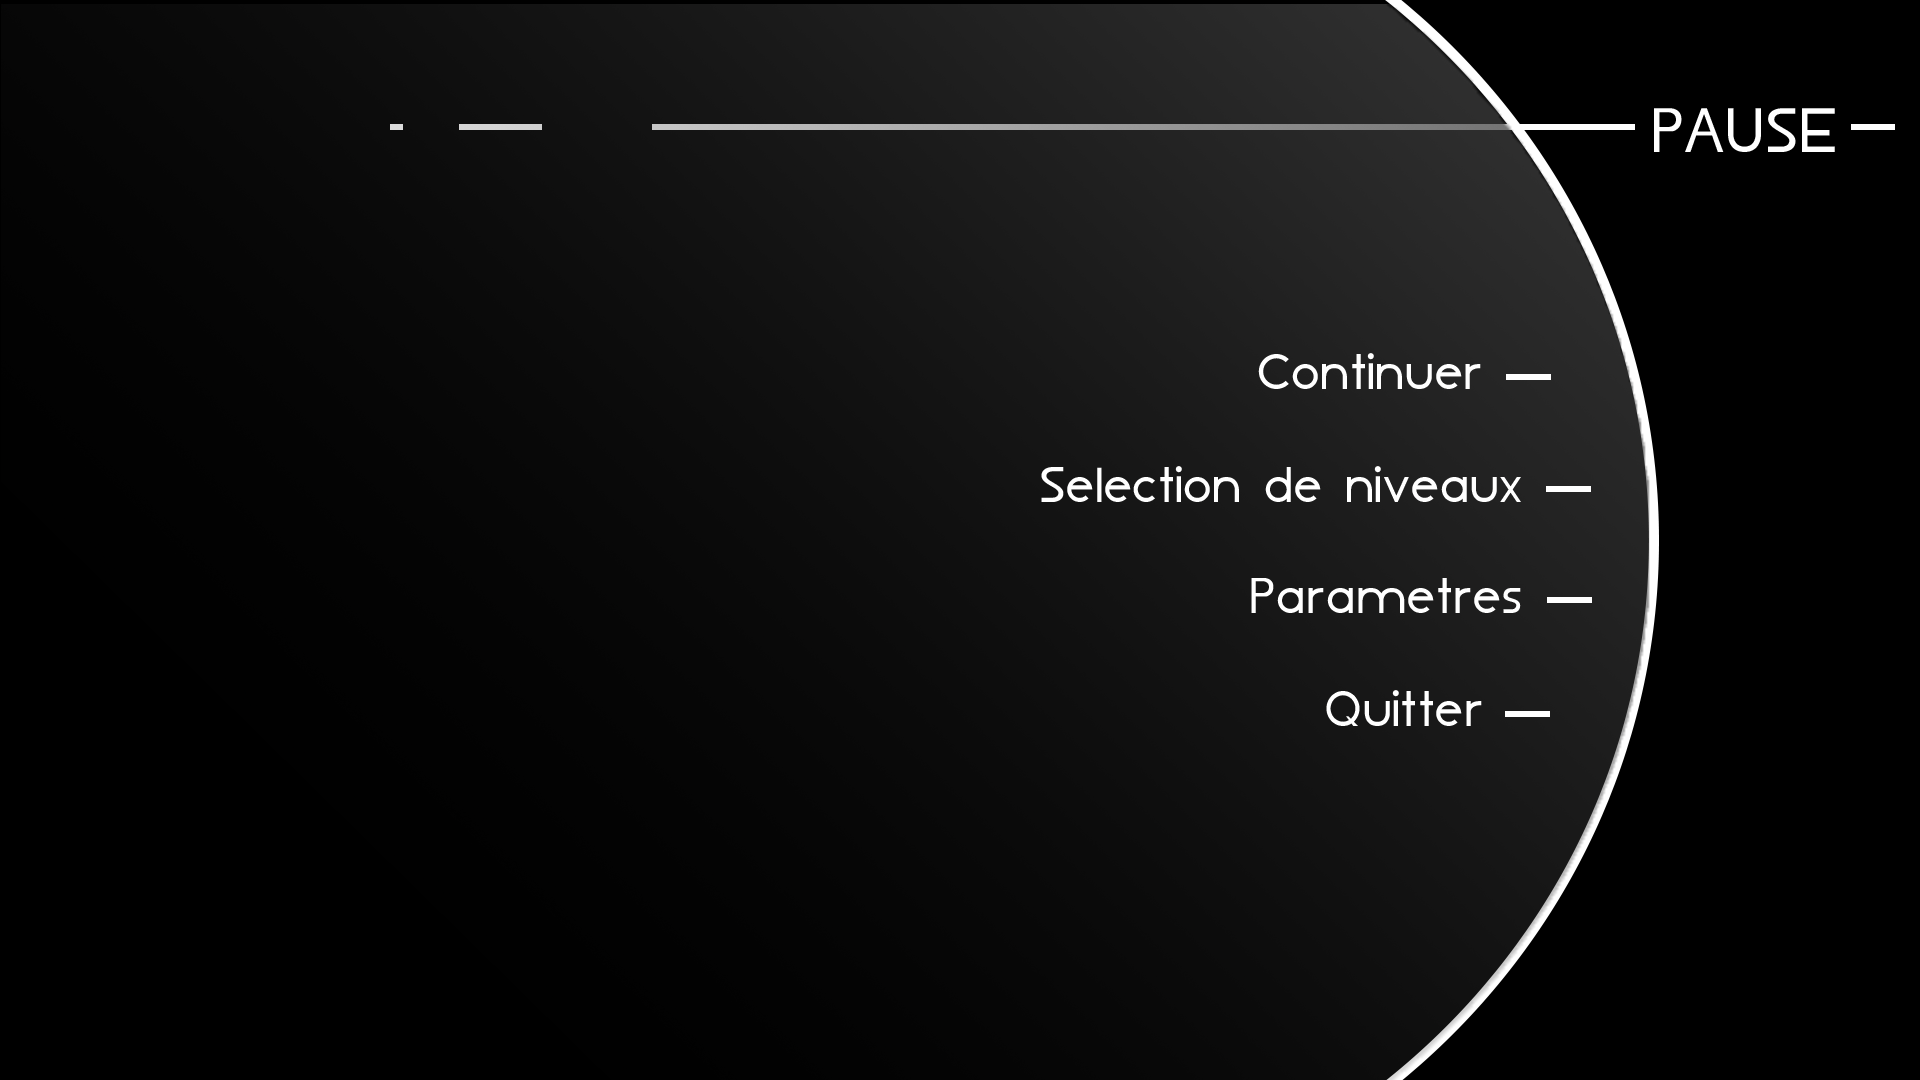 PAUSE
Continuer
Selection de niveaux
Parametres
Quitter